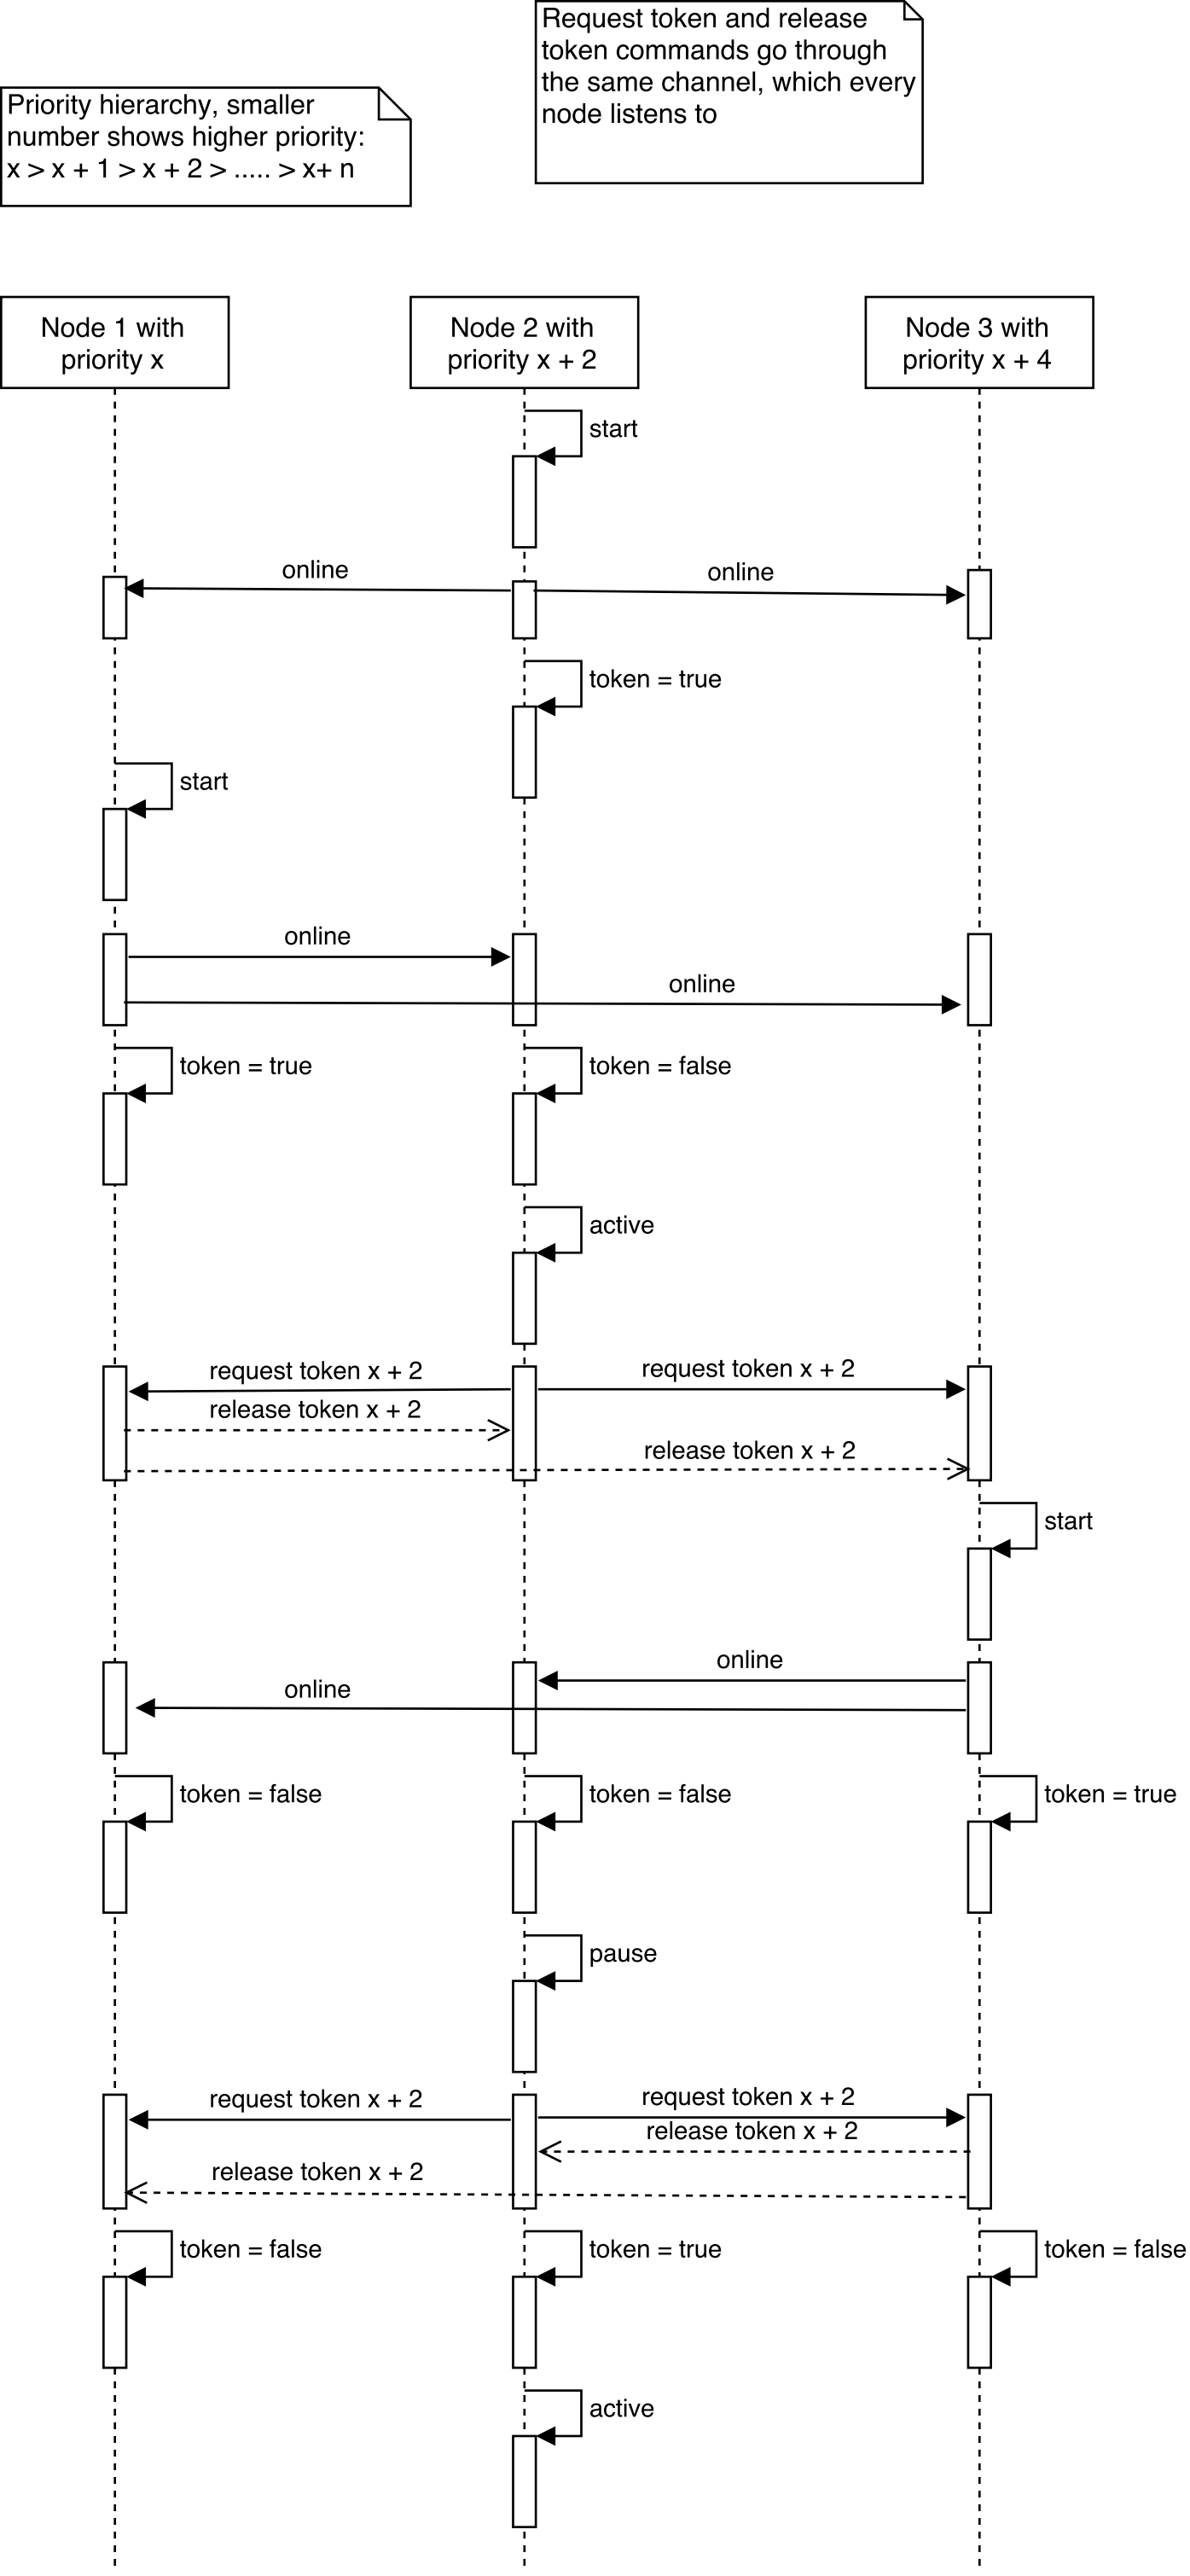 Request token and release
token commands go through
the same channel, which every
node listens to
Priority hierarchy, smaller
number shows higher priority:
x > x + 1 > x + 2 > ..... > x+ n
Node 1 with
priority x
Node 2 with
priority x + 2
Node 3 with
priority x + 4
start
online
online
token = true
start
online
online
token = true
token = false
active
request token x + 2
request token x + 2
release token x + 2
release token x + 2
start
online
online
token = false
token = false
token = true
pause
request token x + 2
request token x + 2
release token x + 2
release token x + 2
token = false
token = true
token = false
active